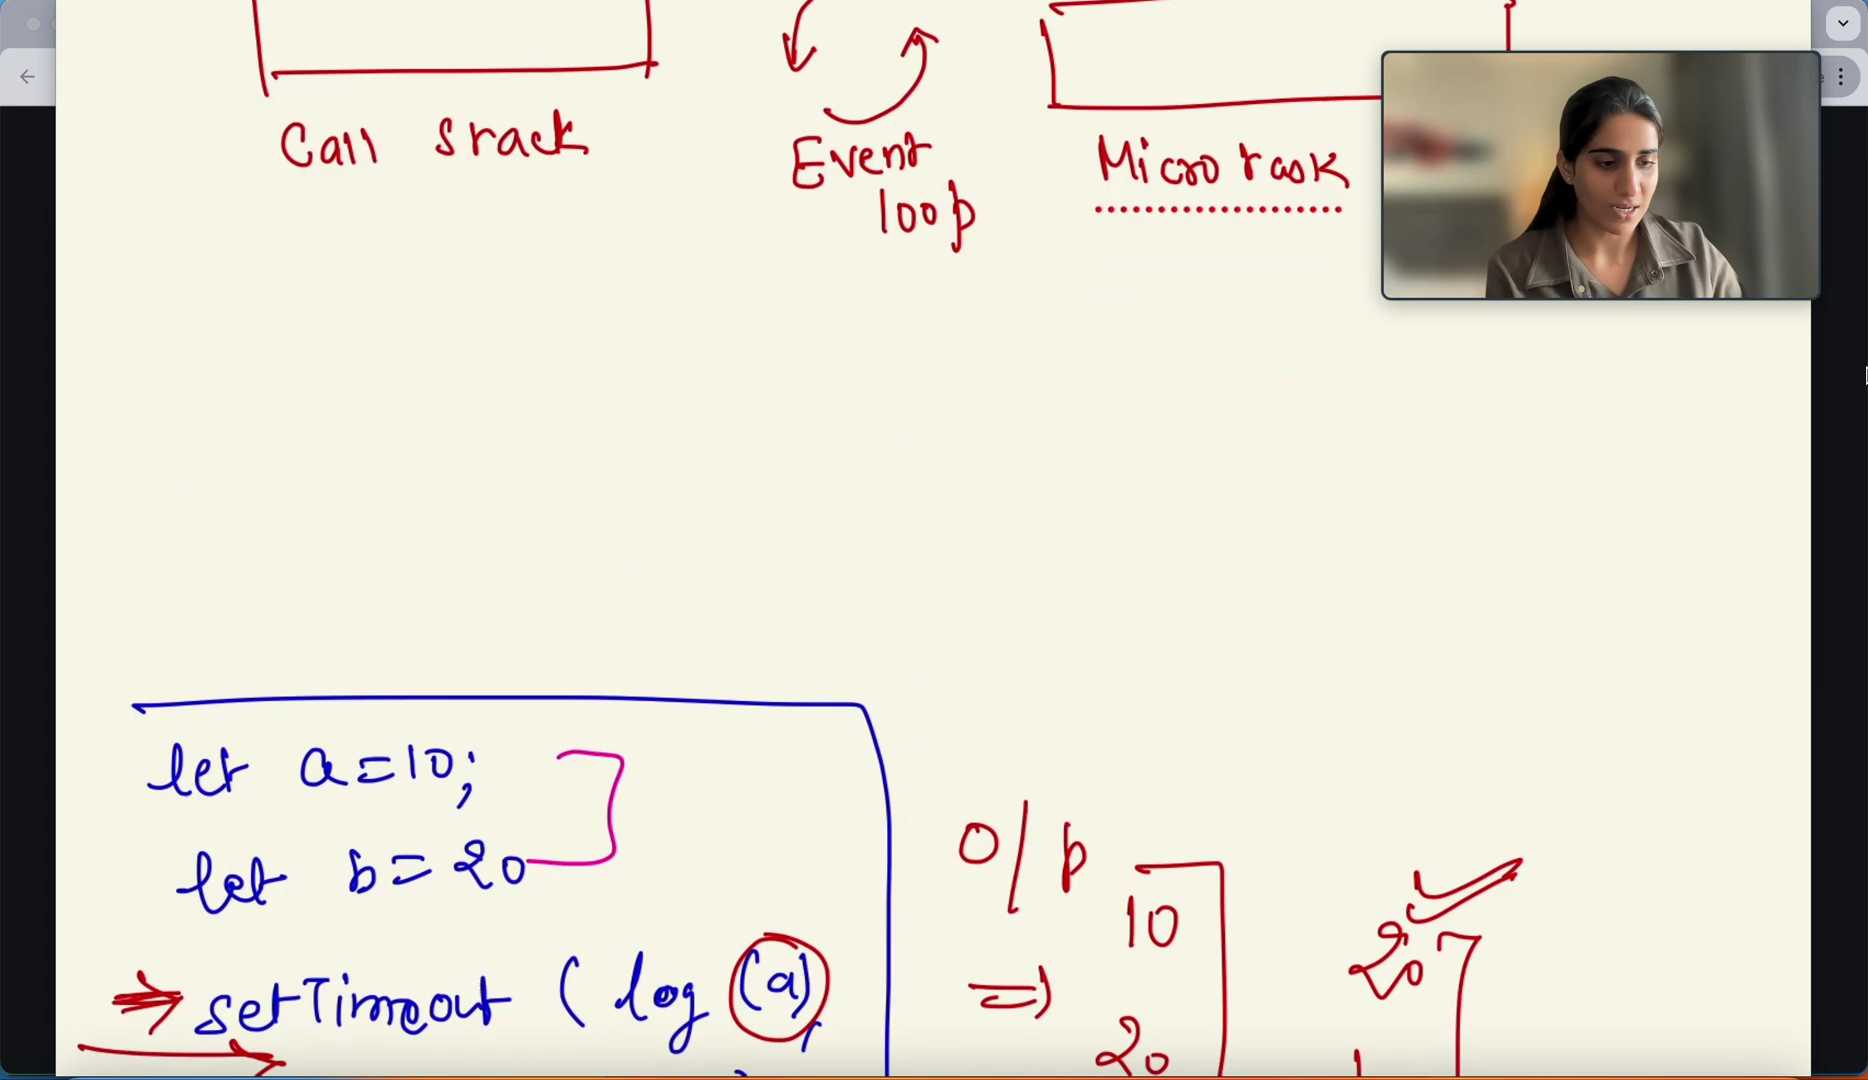 Call Stack
Event
loop
Micro task
let a=10;
let b=20
O/p
10
20
=>
setTimeout ( log (a),
20